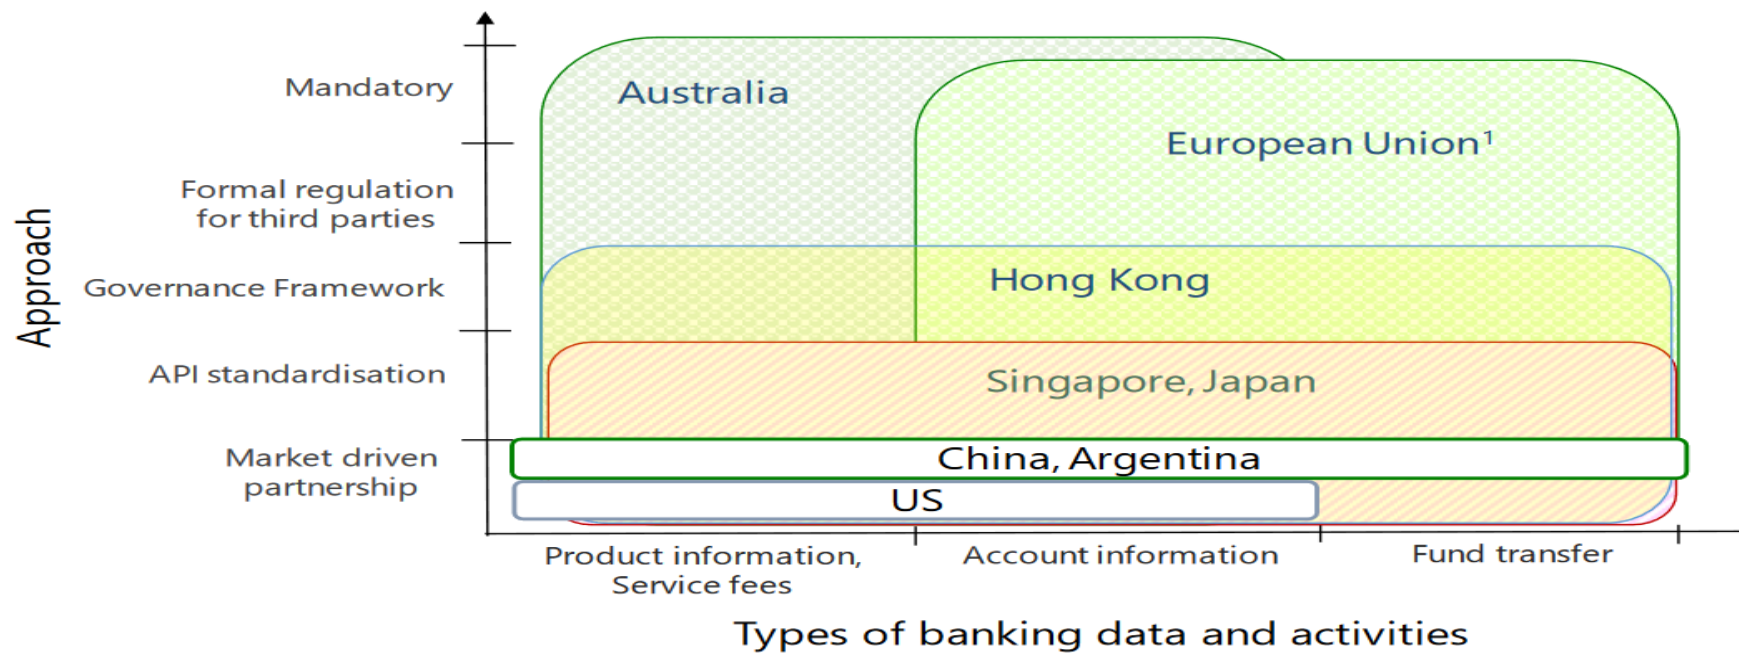 Approach
Mandatory
Formal regulation
for third parties
Governance Framework
API standardisation
Market driven
partnership
Australia
European Union¹
Hong Kong
Singapore, Japan
China, Argentina
US
Product information,
Service fees
Account information
Fund transfer
Types of banking data and activities